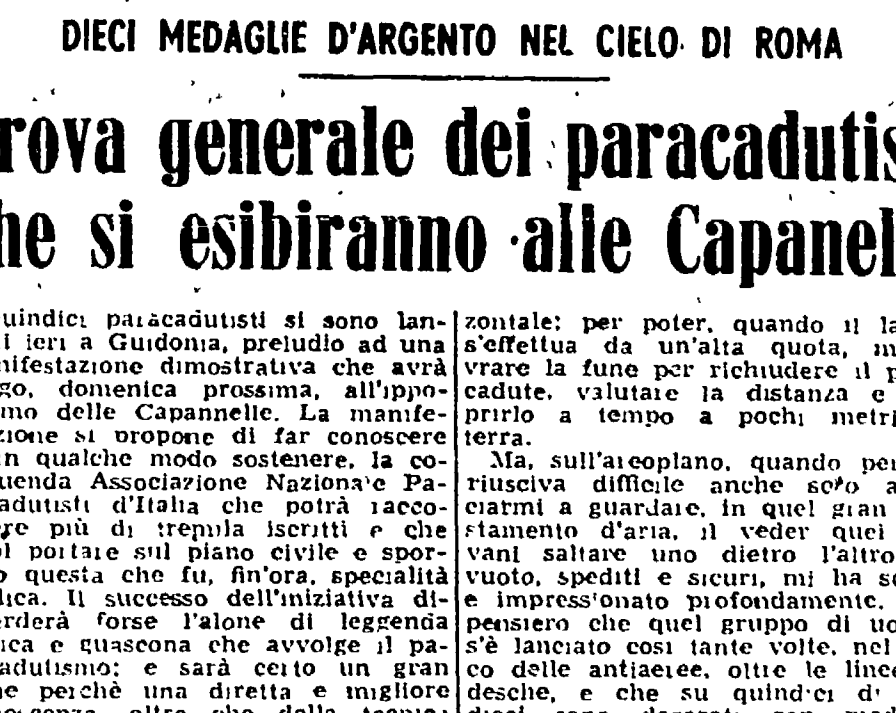 DIECI MEDAGLIE D'ARGENTO NEL CIELO DI ROMA
rova generale dei paracadutis
he si esibiranno alle Capanel
uindici paracadutisti si sono lan-
i ieri a Guidonia, preludio ad una
nifestazione dimostrativa che avrà
go, domenica prossima, all'ippo-
mo delle Capannelle. La manife-
zione si propone di far conoscere
n qualche modo sostenere, la co-
uenda Associazione Nazionale Pa-
adutisti d'Italia che potrà racco-
re più di tremila iscritti e che
l portare sul piano civile e spor-
o questa che fu, fin'ora, specialità
lica. Il successo dell'iniziativa di-
rderà forse l'alone di leggenda
ica e guascona che avvolge il pa-
adutismo; e sarà certo un gran
e perchè una diretta e migliore
oltre che dalla
zontale; per poter, quando il la
s'effettua da un'alta quota, m
vrare la fune per richiudere il p
cadute, valutare la distanza e
prirlo a tempo a pochi metri
terra.
Ma, sull'aeroplano, quando pe
riusciva difficile anche solo a
ciarmi a guardare, in quel gran
stamento d'aria, il veder quei
vani saltare uno dietro l'altro
vuoto, spediti e sicuri, mi ha s
e impressionato profondamente.
pensiero che quel gruppo di uo
s'è lanciato così tante volte, nel
co delle antiaeree, oltre le line
desche, e che su quindici d'
dieci sono